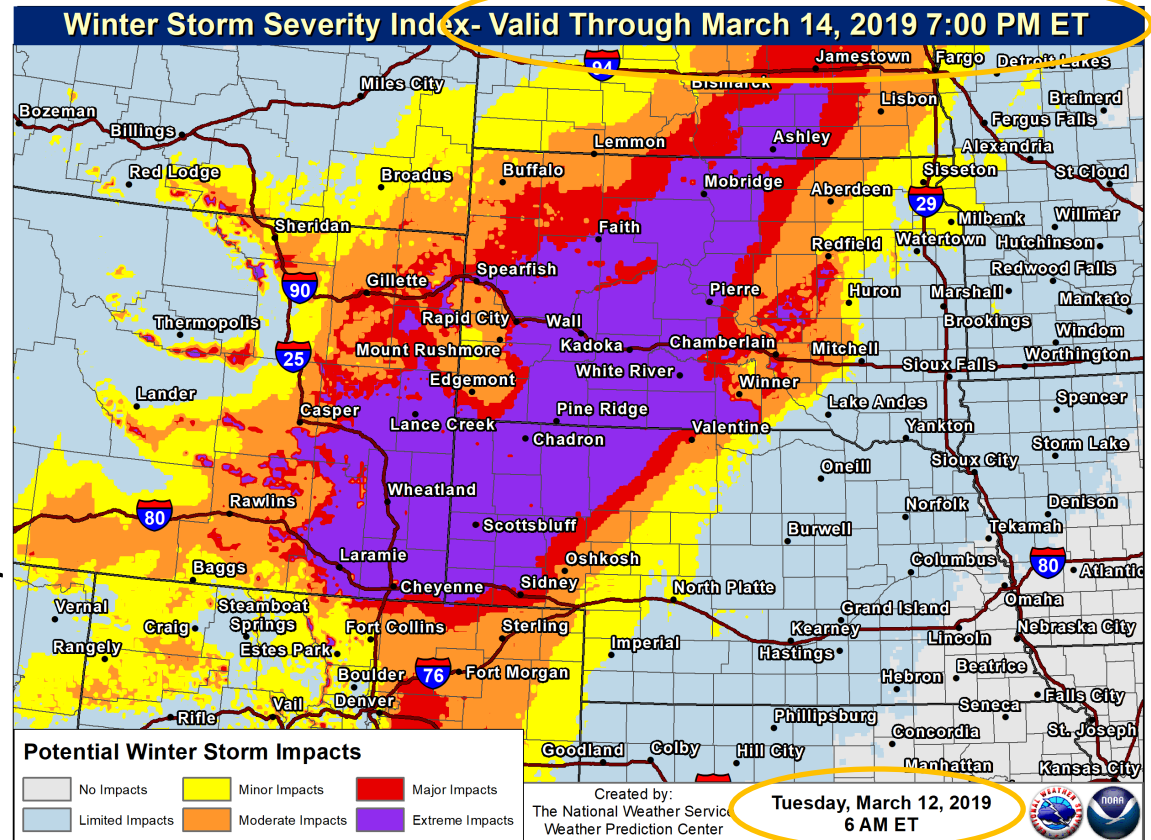 Winter Storm Severity Index- Valid Through March 14, 2019 7:00 PM ET
94
Jamestown
Fargo
Detroit Lakes
Miles City
Bismarck
Bozeman
Lisbon
Brainerd
Billings
Fergus Falls
Ashley
Lemmon
Alexandria
Red Lodge
Broadus
Buffalo
Mobridge
Aberdeen
Sisseton
St Cloud
29
Sheridan
Faith
Milbank
Willmar
Redfield
Watertown
Hutchinson
Spearfish
Gillette
90
Pierre
Huron
Redwood Falls
Marshall
Mankato
Thermopolis
Rapid City
Wall
Brookings
Windom
25
Mount Rushmore
Kadoka
Chamberlain
Mitchell
Worthington
Sioux Falls
Edgemont
White River
Winner
Lander
Casper
Lance Creek
Pine Ridge
Lake Andes
Spencer
Chadron
Valentine
Yankton
Storm Lake
Oneill
Sioux City
Wheatland
Rawlins
80
Norfolk
Denison
Scottsbluff
Burwell
Tekamah
Laramie
Oshkosh
Columbus
80
Atlantic
Baggs
Cheyenne
Sidney
North Platte
Omaha
Vernal
Steamboat
Springs
Craig
Fort Collins
Sterling
Grand Island
Kearney
Lincoln
Nebraska City
Rangely
Estes Park
Imperial
Hastings
76
Fort Morgan
Boulder
Beatrice
Hebron
Denver
Vail
Rifle
Falls City
Seneca
Phillipsburg
Concordia
St. Joseph
Goodland
Colby
Hill City
Manhattan
Kansas City
Potential Winter Storm Impacts
No Impacts
Minor Impacts
Major Impacts
Limited Impacts
Moderate Impacts
Extreme Impacts
Created by:
The National Weather Service
Weather Prediction Center
Tuesday, March 12, 2019
6 AM ET
NOAA